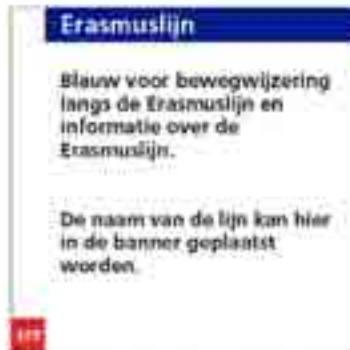 Erasmuslijn
Blauw voor bewegwijzering
langs de Erasmuslijn en
informatie over de
Erasmuslijn.
De naam van de lijn kan hier
in de banner geplaatst
worden.